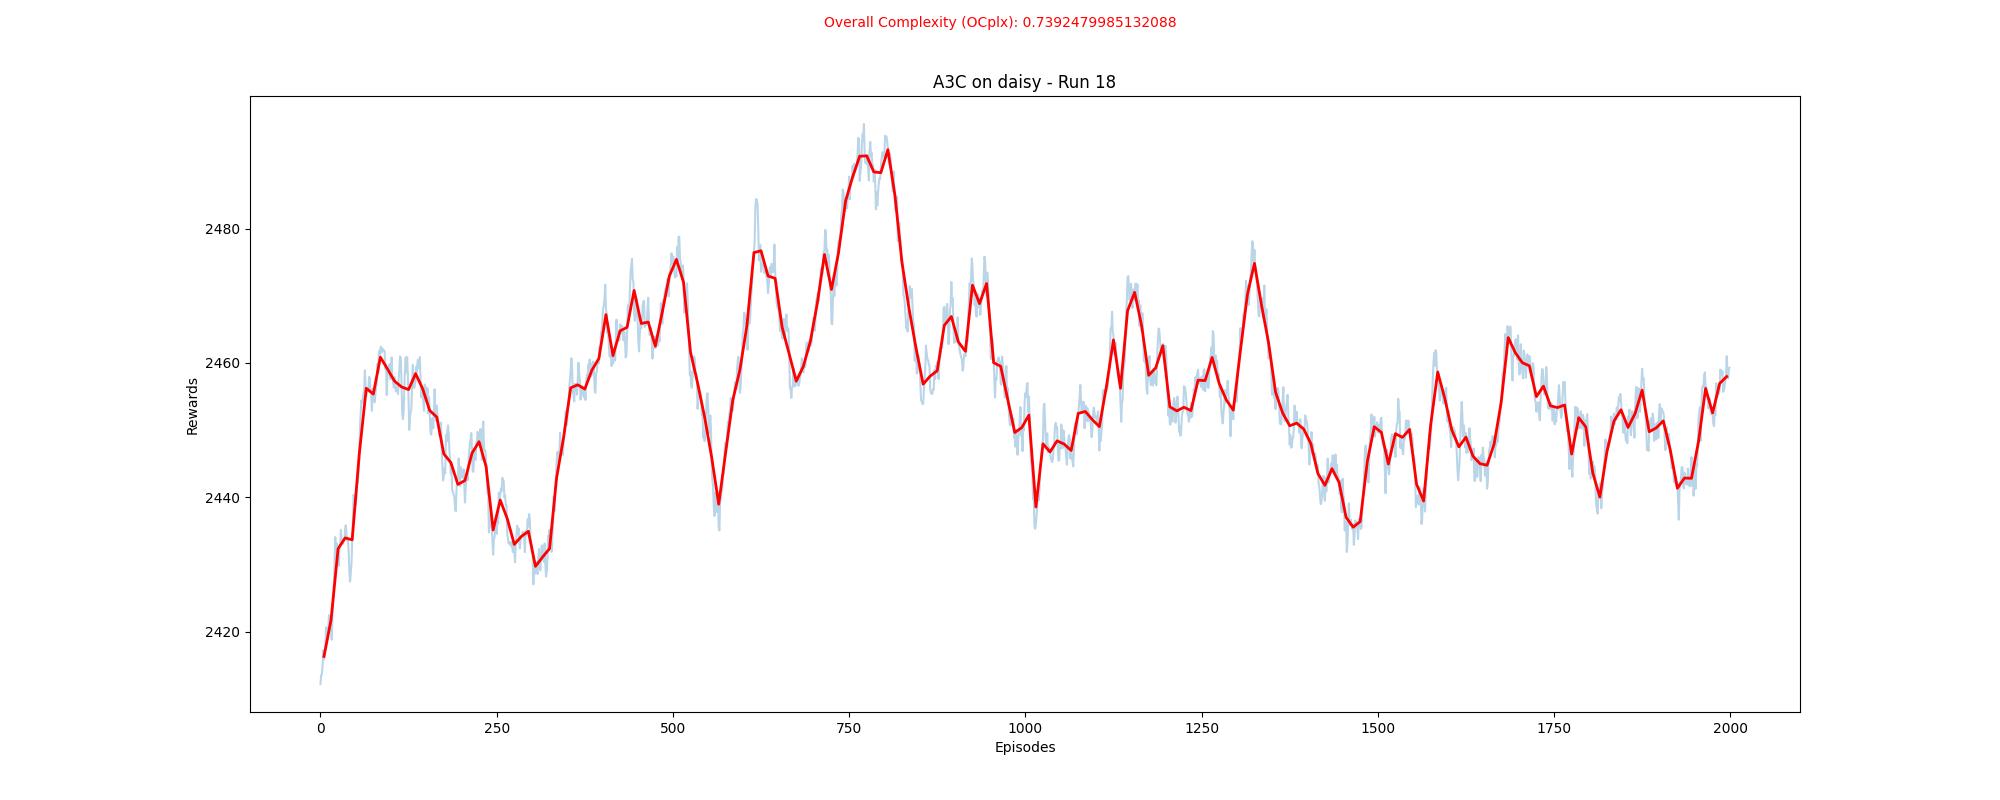 Overall Complexity (OCplx): 0.7392479985132088
A3C on daisy - Run 18
2480
2460
2440
2420
Rewards
0 250 500 750 1000 1250 1500 1750 2000
Episodes